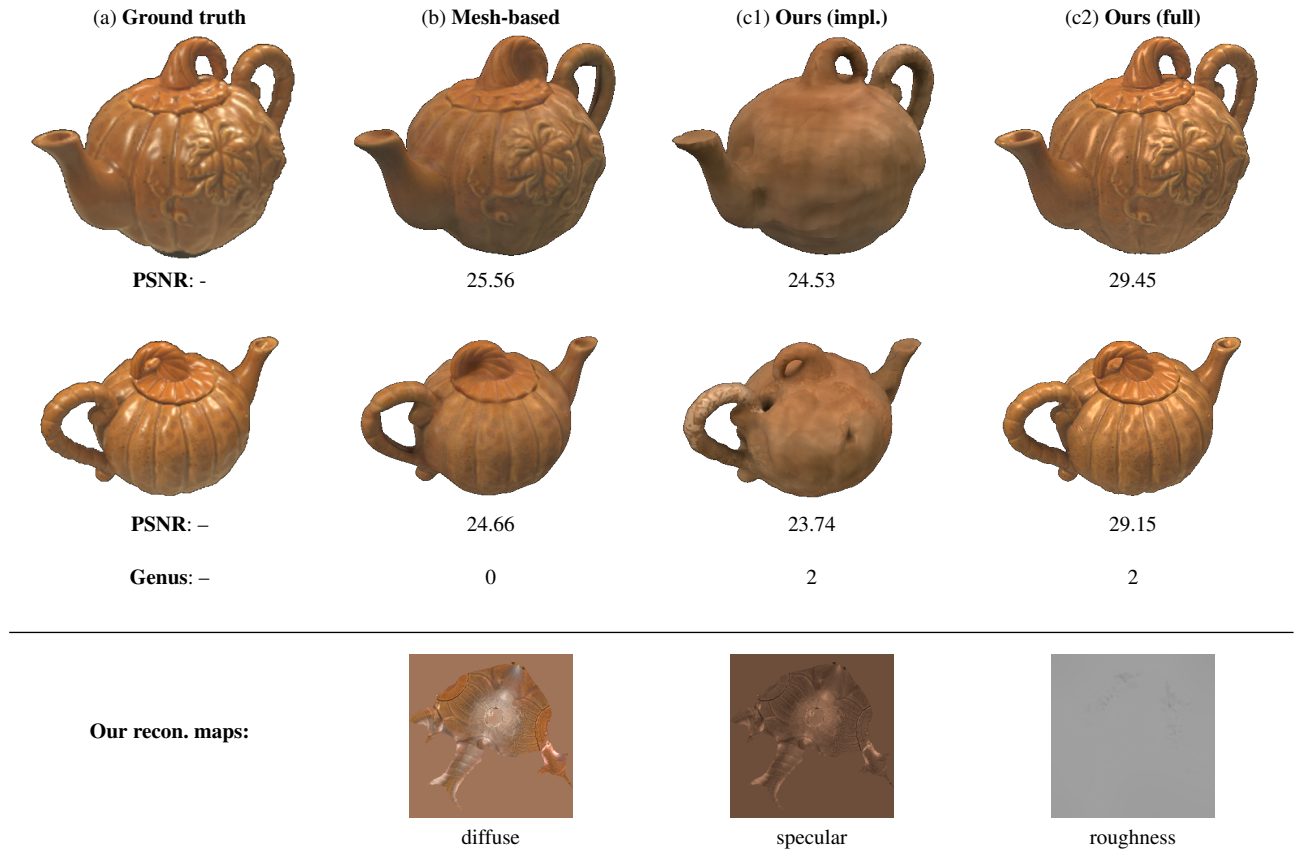 (a) Ground truth (b) Mesh-based (c1) Ours (impl.) (c2) Ours (full)
PSNR: - 25.56 24.53 29.45
PSNR: – 24.66 23.74 29.15
Genus: – 0 2 2
Our recon. maps:
diffuse specular roughness